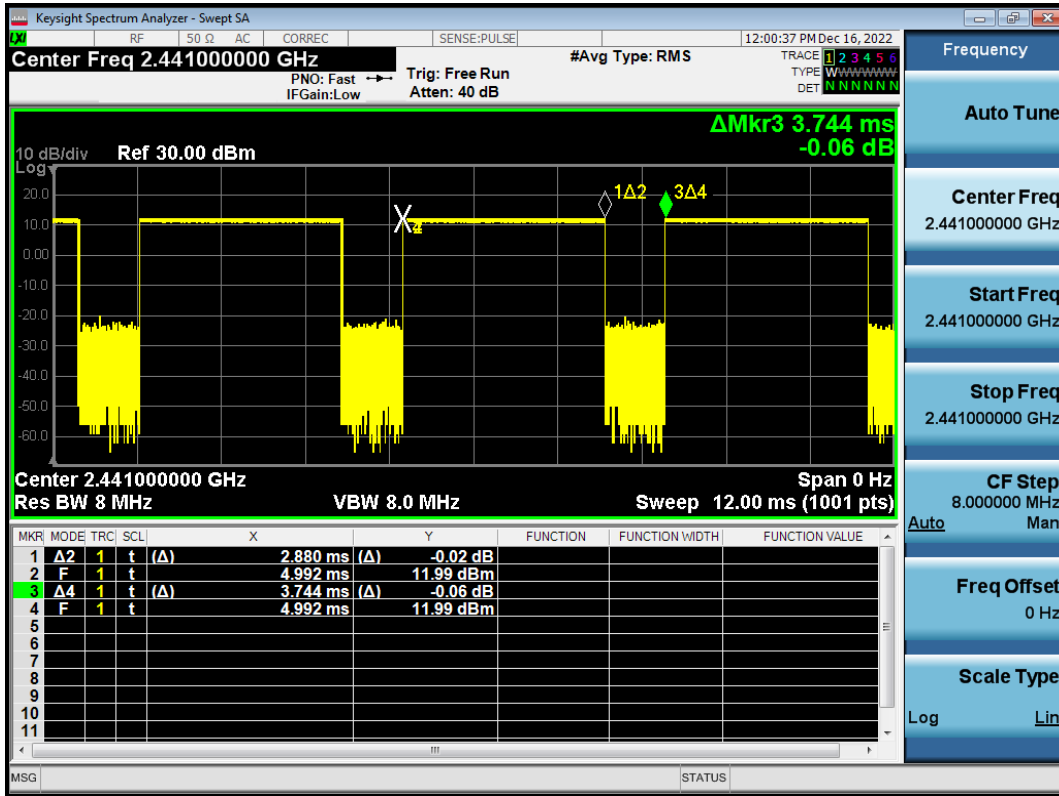 Keysight Spectrum Analyzer - Swept SA
LXI RF 50 Ω AC CORREC SENSE:PULSE 12:00:37 PM Dec 16, 2022
Center Freq 2.441000000 GHz #Avg Type: RMS TRACE 1 2 3 4 5 6
PNO: Fast Trig: Free Run TYPE WWWWWW
IFGain:Low Atten: 40 dB DET N N N N N N
Frequency
Auto Tune
Center Freq
2.441000000 GHz
Start Freq
2.441000000 GHz
Stop Freq
2.441000000 GHz
CF Step
8.000000 MHz
Auto Man
Freq Offset
0 Hz
Scale Type
Log Lin
ΔMkr3 3.744 ms
-0.06 dB
10 dB/div Ref 30.00 dBm
Log
20.0
10.0
0.00
-10.0
-20.0
-30.0
-40.0
-50.0
-60.0
4
1Δ2
3Δ4
Center 2.441000000 GHz Span 0 Hz
Res BW 8 MHz VBW 8.0 MHz Sweep 12.00 ms (1001 pts)
MKR MODE TRC SCL X Y FUNCTION FUNCTION WIDTH FUNCTION VALUE
1 Δ2 1 t (Δ) 2.880 ms (Δ) -0.02 dB
2 F 1 t 4.992 ms 11.99 dBm
3 Δ4 1 t (Δ) 3.744 ms (Δ) -0.06 dB
4 F 1 t 4.992 ms 11.99 dBm
5
6
7
8
9
10
11
MSG STATUS